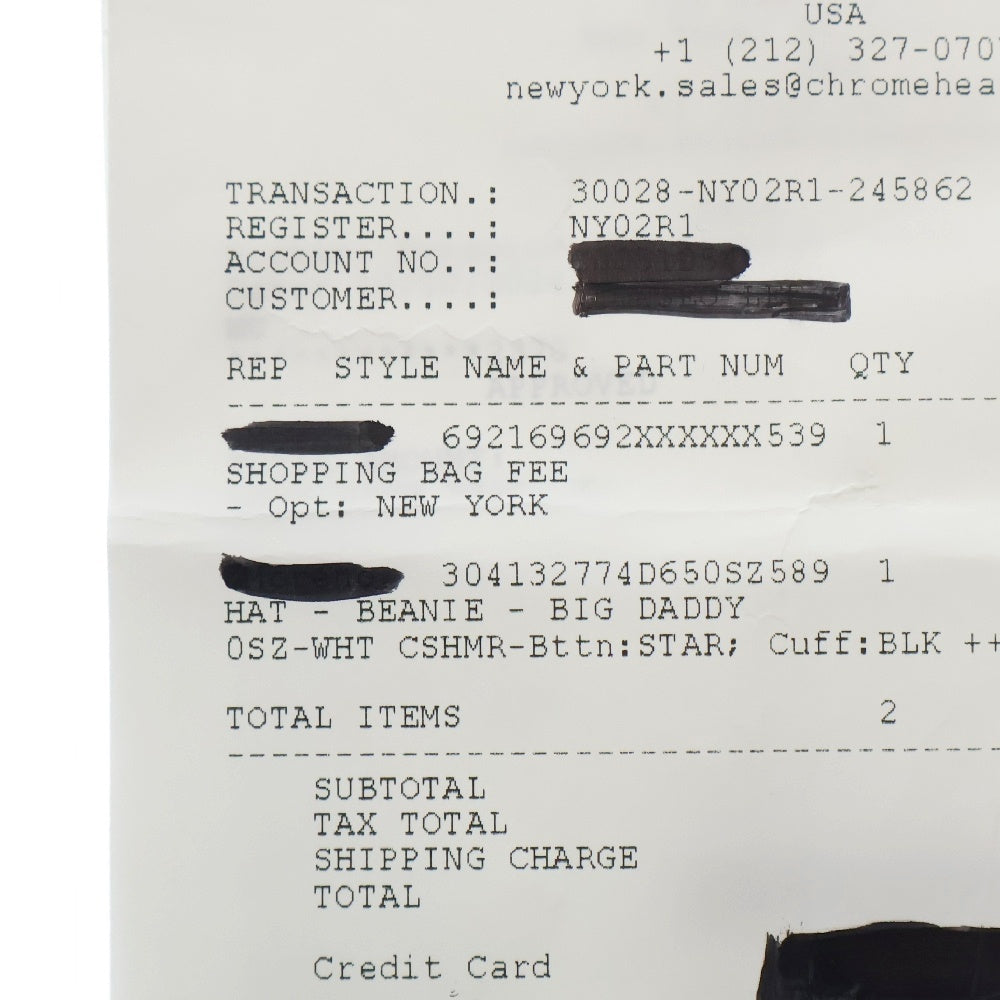 USA
+1 (212) 327-070
newyork.sales@chromehea
TRANSACTION.: 30028-NY02R1-245862
REGISTER....: NY02R1
ACCOUNT NO..:
CUSTOMER....:
REP STYLE NAME & PART NUM QTY
APPROVED
692169692XXXXXX539 1
SHOPPING BAG FEE
- Opt: NEW YORK
304132774D650SZ589 1
HAT - BEANIE - BIG DADDY
0SZ-WHT CSHMR-Bttn:STAR; Cuff:BLK ++
TOTAL ITEMS 2
SUBTOTAL
TAX TOTAL
SHIPPING CHARGE
TOTAL
Credit Card